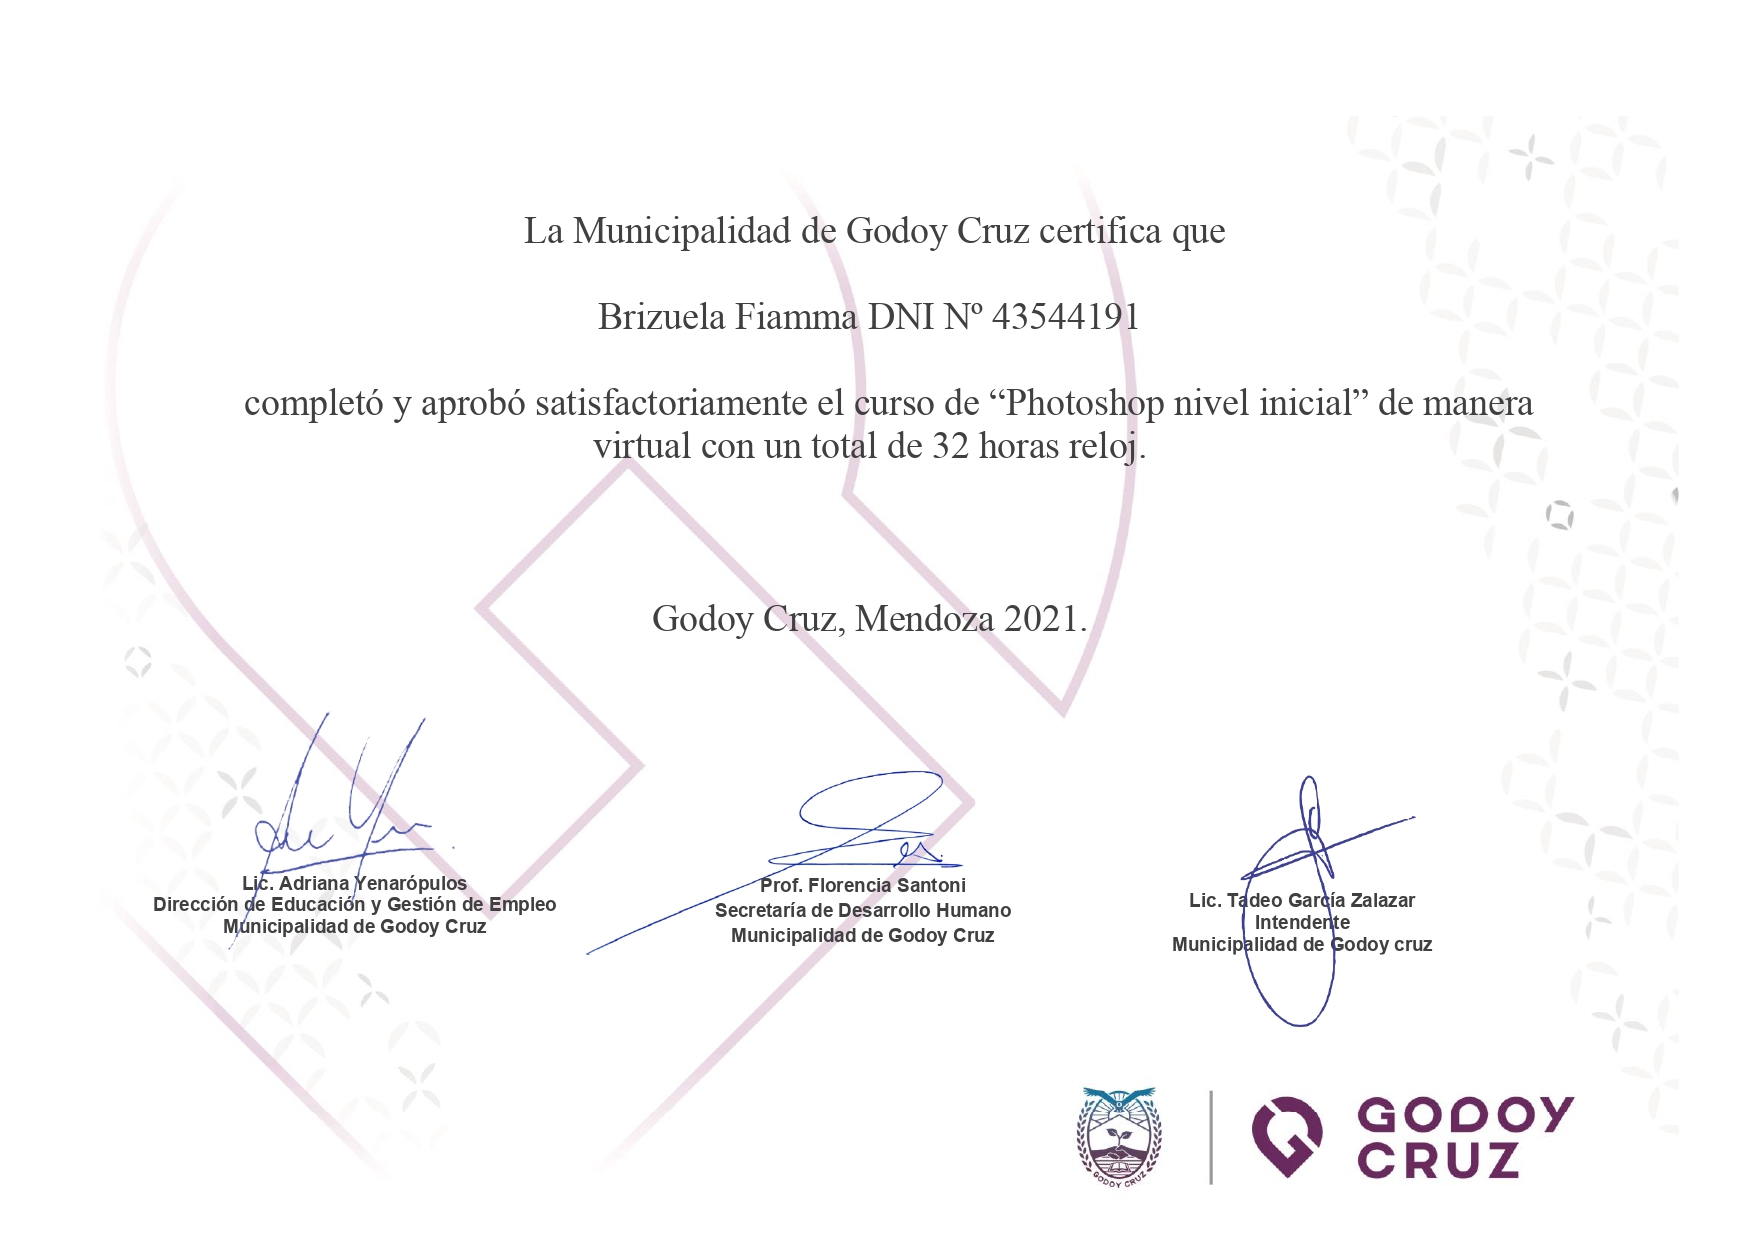 La Municipalidad de Godoy Cruz certifica que
Brizuela Fiamma DNI Nº 43544191
completó y aprobó satisfactoriamente el curso de “Photoshop nivel inicial” de manera
virtual con un total de 32 horas reloj.
Godoy Cruz, Mendoza 2021.
Lic. Adriana Yenarópulos
Dirección de Educación y Gestión de Empleo
Municipalidad de Godoy Cruz
Prof. Florencia Santoni
Secretaría de Desarrollo Humano
Municipalidad de Godoy Cruz
Lic. Tadeo García Zalazar
Intendente
Municipalidad de Godoy cruz
GODOY CRUZ
GODOY
CRUZ